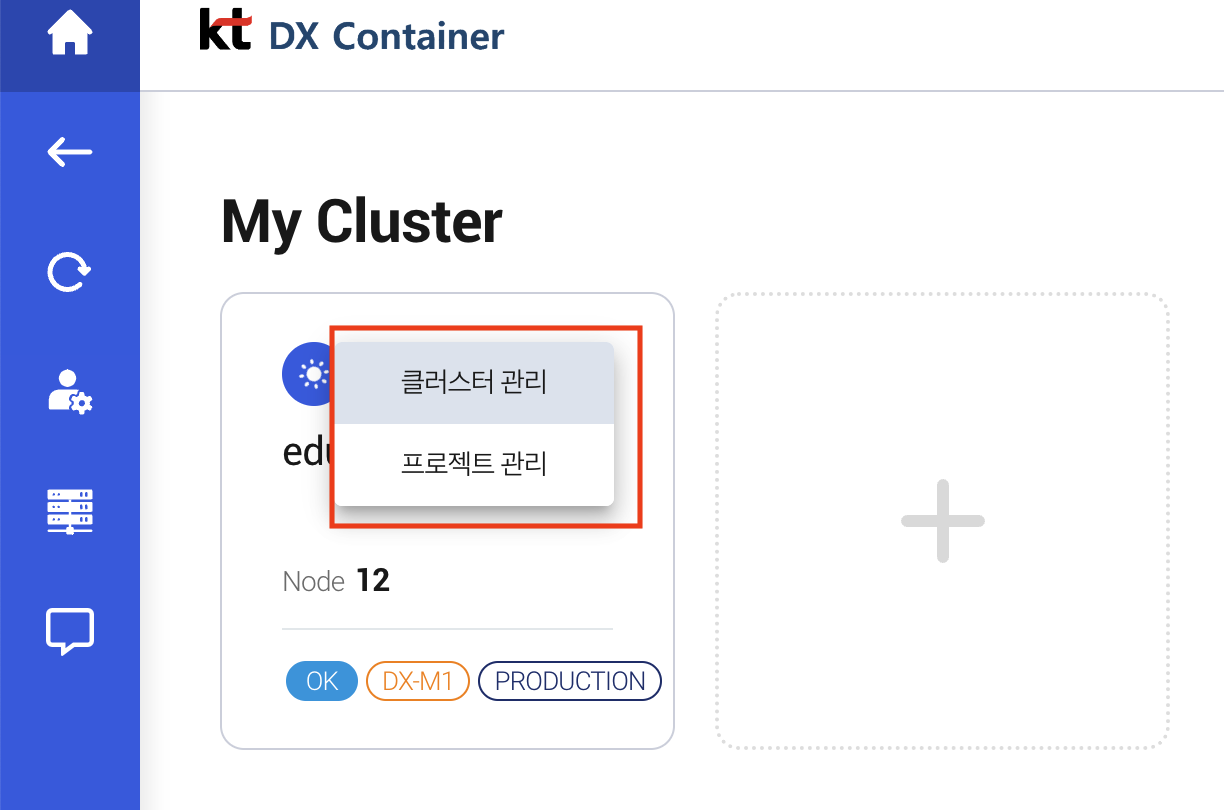 kt DX Container
My Cluster
클러스터 관리
edu
프로젝트 관리
Node 12
OK DX-M1 PRODUCTION